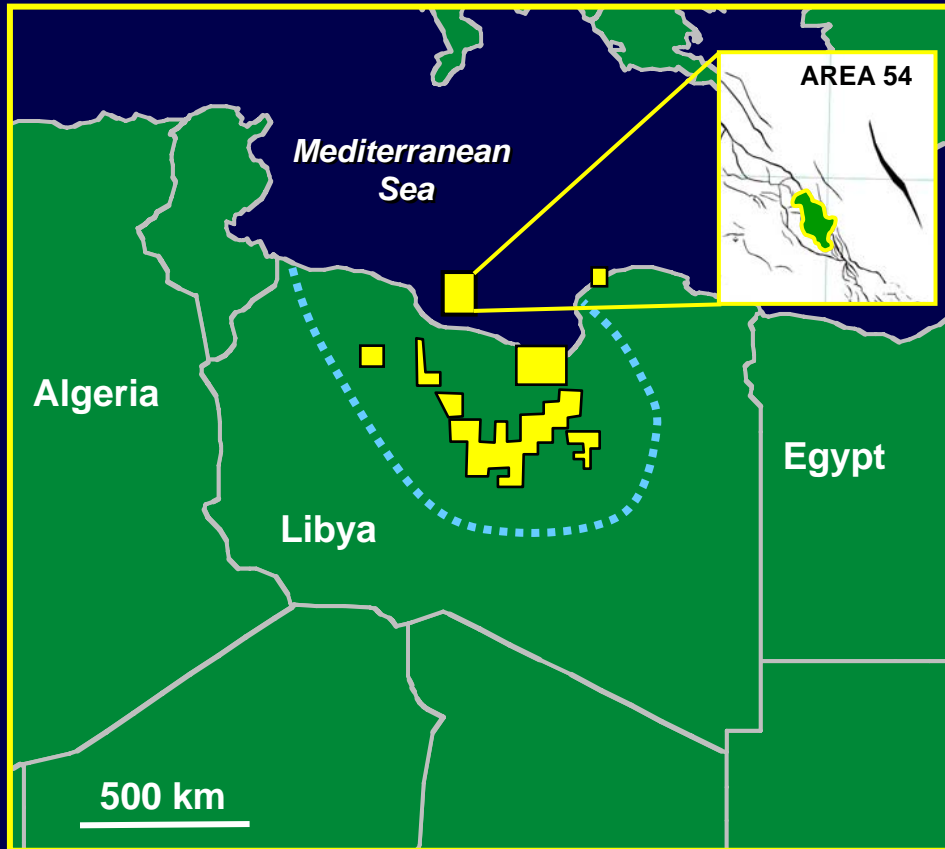 AREA 54
Mediterranean
Sea
Algeria
Egypt
Libya
500 km